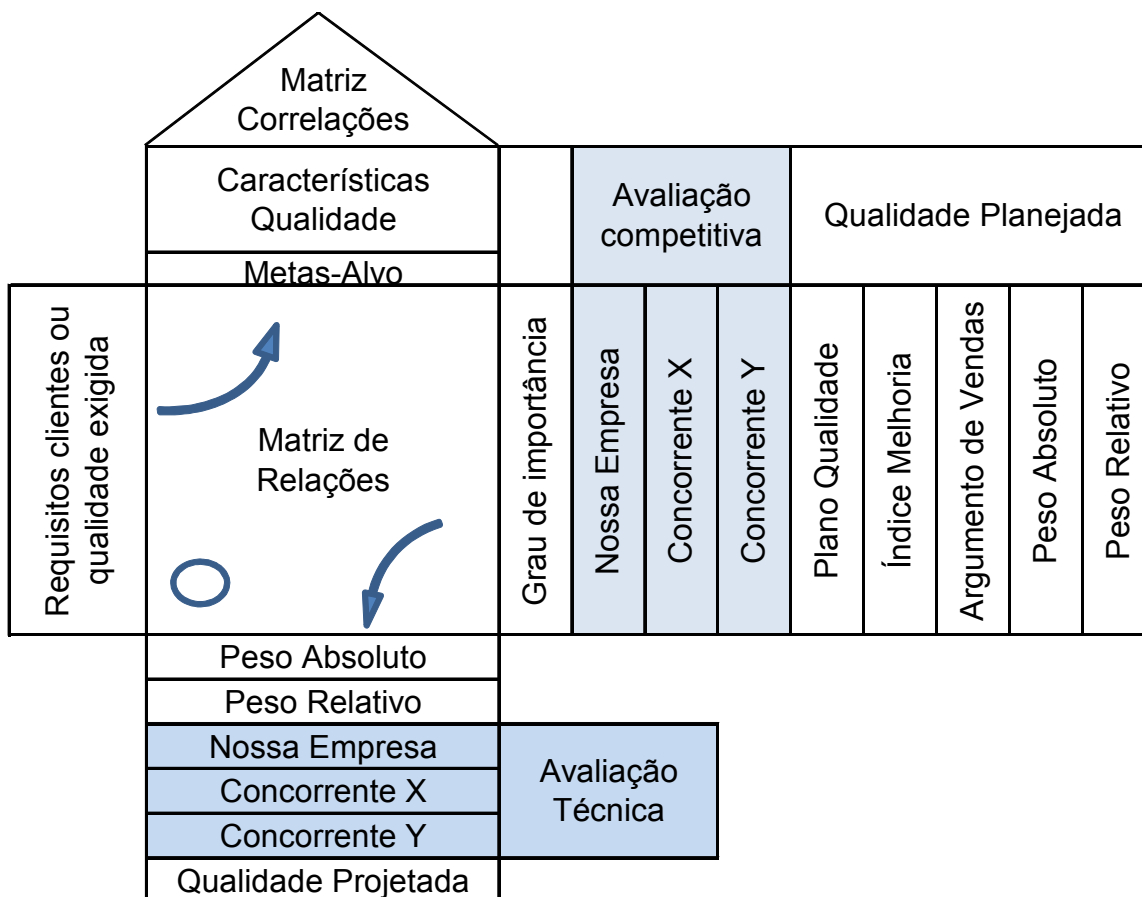 Matriz
Correlações
Características
Qualidade
Metas-Alvo
Avaliação
competitiva
Qualidade Planejada
Requisitos clientes ou
qualidade exigida
Matriz de
Relações
Grau de importância
Nossa Empresa
Concorrente X
Concorrente Y
Plano Qualidade
Índice Melhoria
Argumento de Vendas
Peso Absoluto
Peso Relativo
Peso Absoluto
Peso Relativo
Nossa Empresa
Concorrente X
Concorrente Y
Avaliação
Técnica
Qualidade Projetada